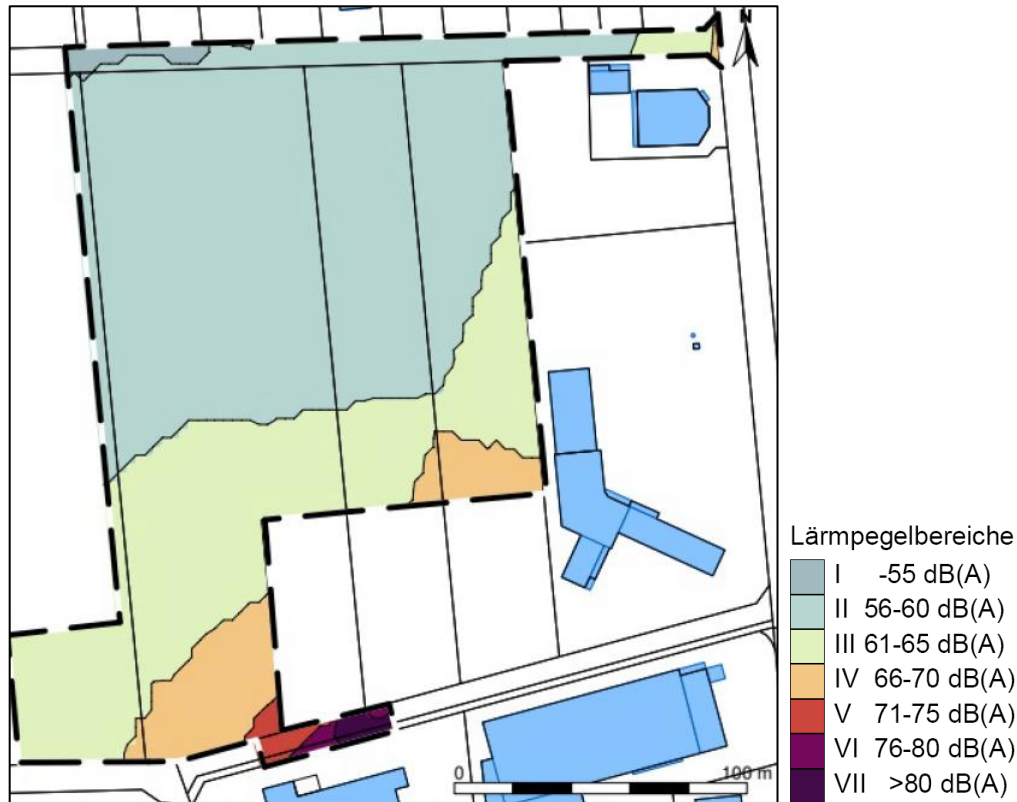 N
Lärmpegelbereiche
I -55 dB(A)
II 56-60 dB(A)
III 61-65 dB(A)
IV 66-70 dB(A)
V 71-75 dB(A)
VI 76-80 dB(A)
VII >80 dB(A)
0 100 m